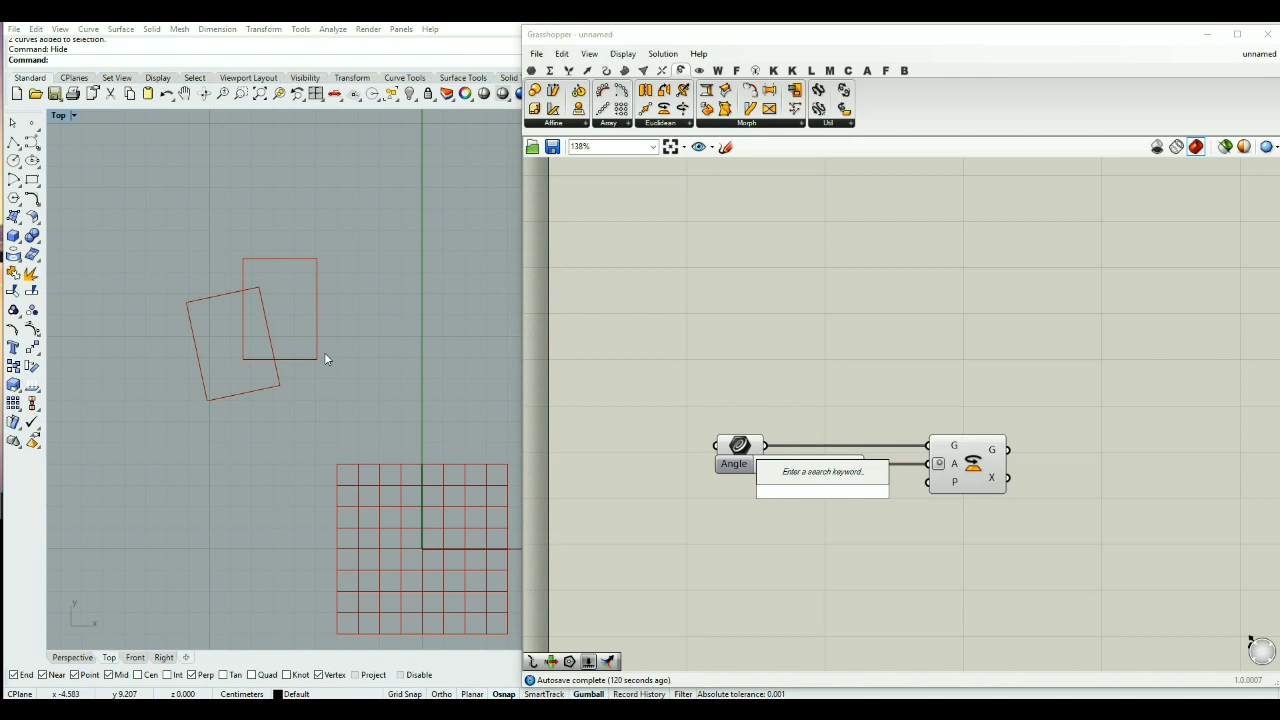 File Edit View Curve Surface Solid Mesh Dimension Transform Tools Analyze Render Panels Help
2 curves added to selection.
Command: Hide
Command:
Standard CPlanes Set View Display Select Viewport Layout Visibility Transform Curve Tools Surface Tools Solid
Top
y
x
Perspective Top Front Right
End Near Point Mid Cen Int Perp Tan Quad Knot Vertex Project Disable
CPlane x -4.583 y 9.207 z 0.000 Centimeters Default Grid Snap Ortho Planar Osnap SmartTrack Gumball Record History Filter Absolute tolerance: 0.001
Grasshopper - unnamed
File Edit View Display Solution Help unnamed
W F K K L M C A F B
Affine Array Euclidean Morph Util
138%
G G
Angle A
P X
Enter a search keyword..
Autosave complete (120 seconds ago) 1.0.0007